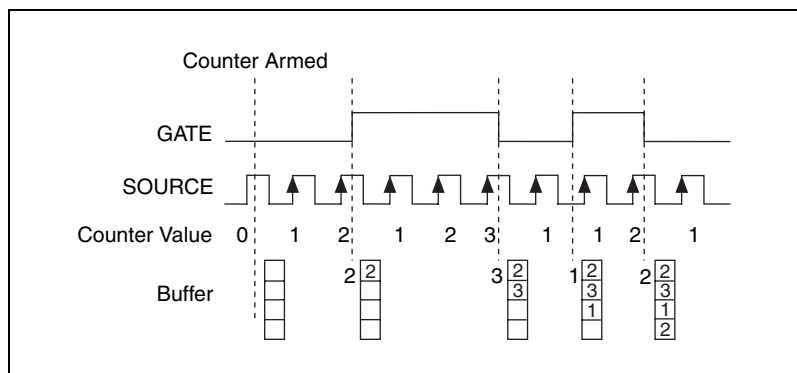 Counter Armed
GATE
SOURCE
Counter Value 0 1 2 1 2 3 1 1 2 1
Buffer
2 2
3 2 3
1 2 3 1
2 2 3 1 2